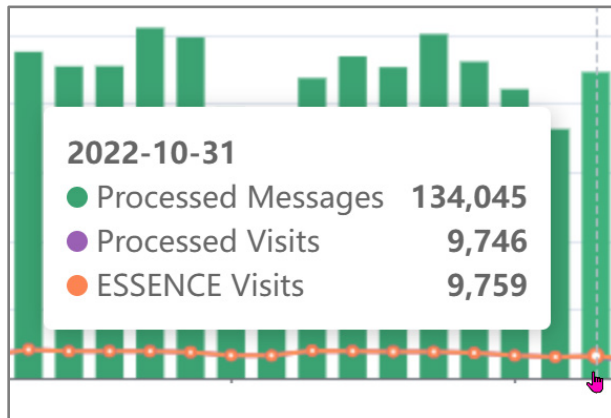 2022-10-31
Processed Messages 134,045
Processed Visits 9,746
ESSENCE Visits 9,759